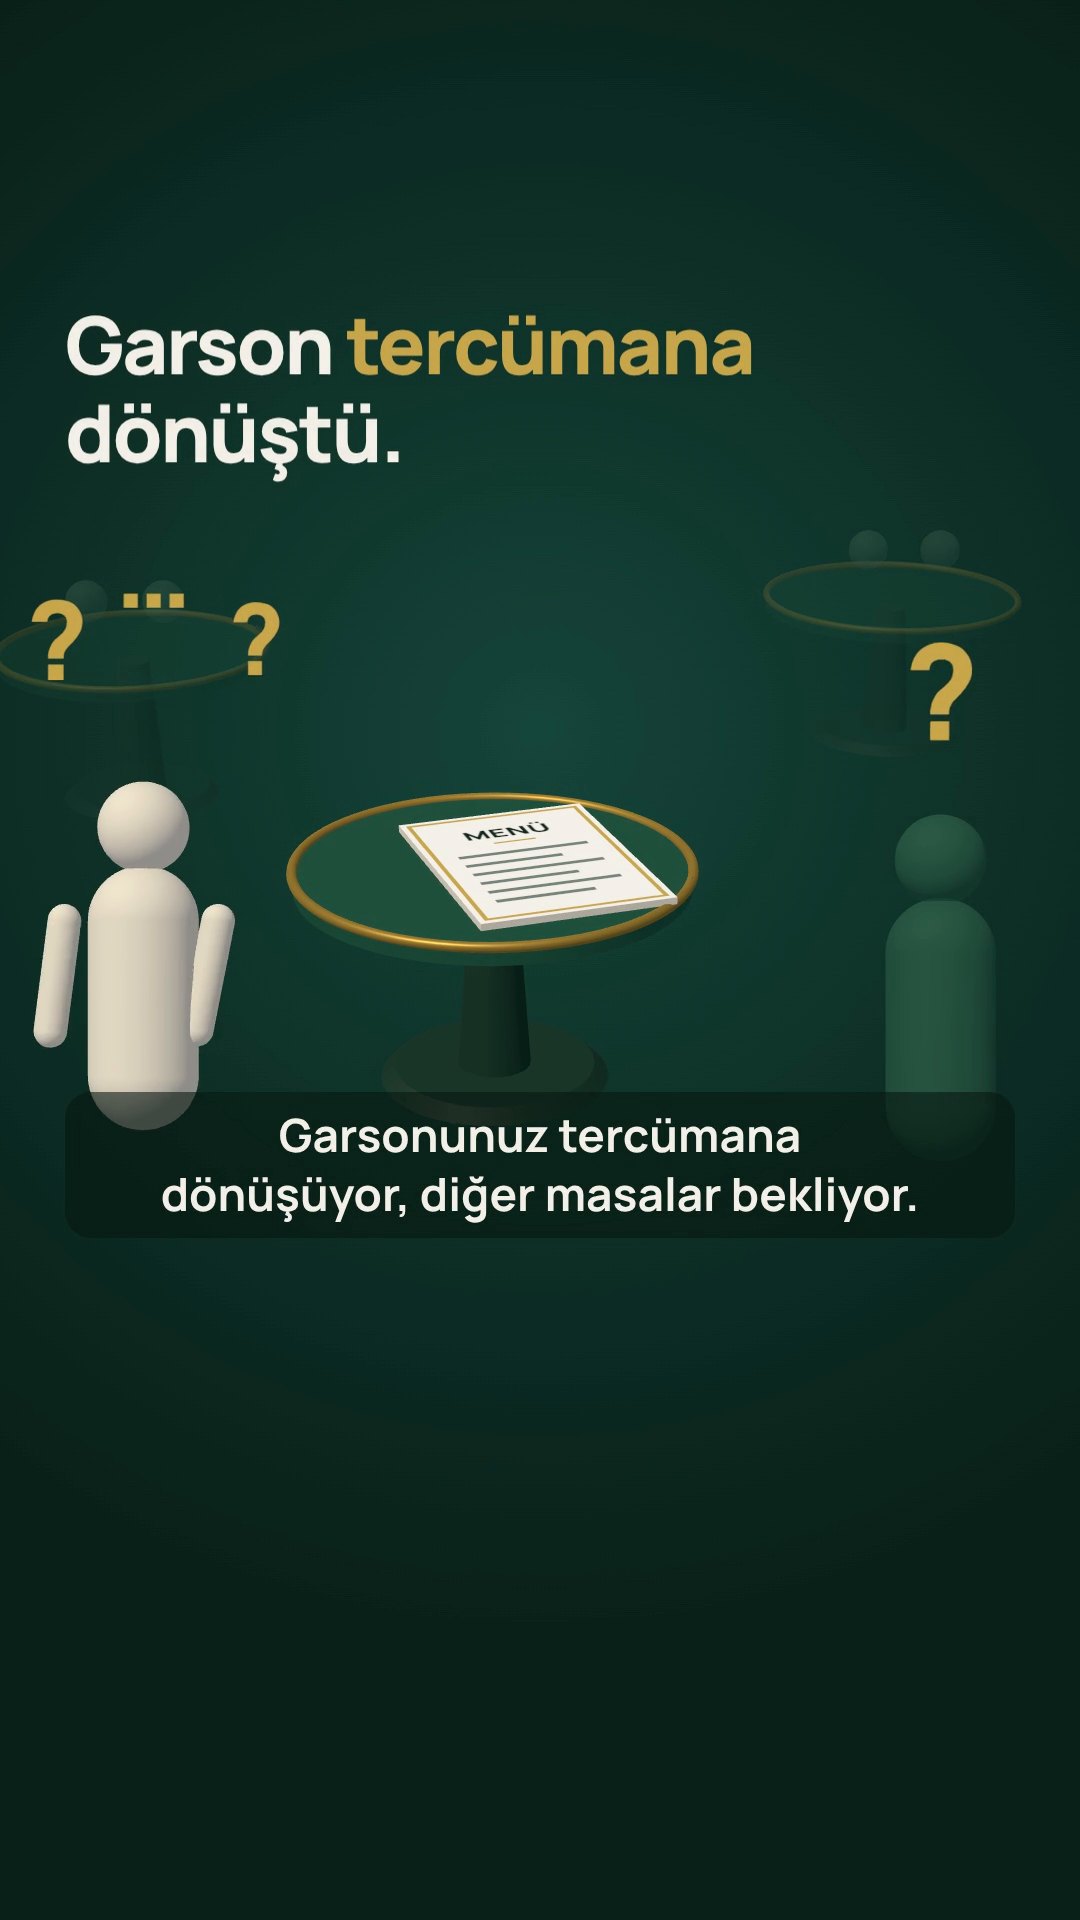 Garson tercümana
dönüştü.
? ... ?
?
MENÜ
Garsonunuz tercümana
dönüşüyor, diğer masalar bekliyor.